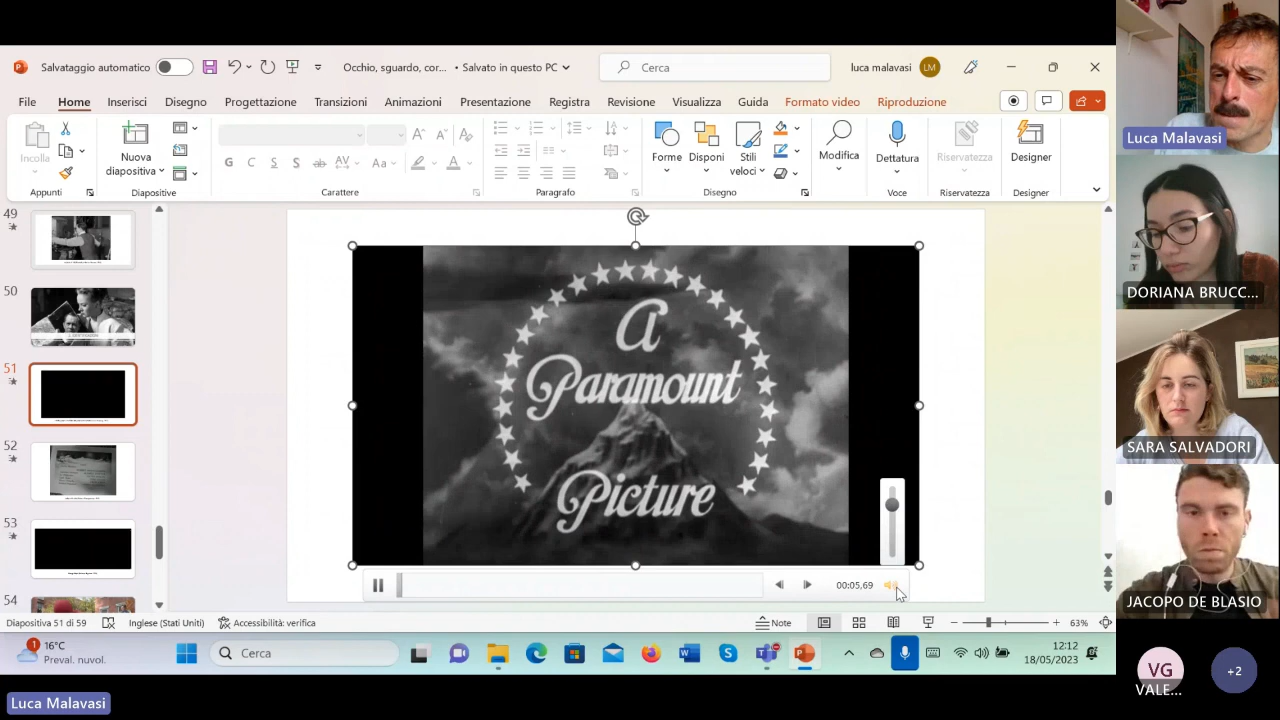 Salvataggio automatico
Occhio, sguardo, cor... • Salvato in questo PC
Cerca
luca malavasi
LM
File
Home
Inserisci
Disegno
Progettazione
Transizioni
Animazioni
Presentazione
Registra
Revisione
Visualizza
Guida
Formato video
Riproduzione
Incolla
Nuova
diapositiva
G C S S ab AV Aa A
Forme
Disponi
Stili
veloci
Modifica
Dettatura
Riservatezza
Designer
Appunti
Diapositive
Carattere
Paragrafo
Disegno
Voce
Riservatezza
Designer
49
50
51
52
53
54
A
Paramount
Picture
00:05,69
Diapositiva 51 di 59
Inglese (Stati Uniti)
Accessibilità: verifica
Note
63%
1
16°C
Preval. nuvol.
Cerca
12:12
18/05/2023
Luca Malavasi
Luca Malavasi
DORIANA BRUCC...
SARA SALVADORI
JACOPO DE BLASIO
VG
VALE...
+2